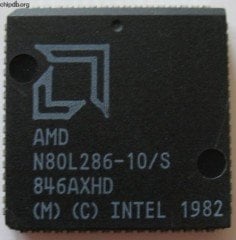 chipdb.org
AMD
N80L286-10/S
846AXHD
(M) (C) INTEL 1982